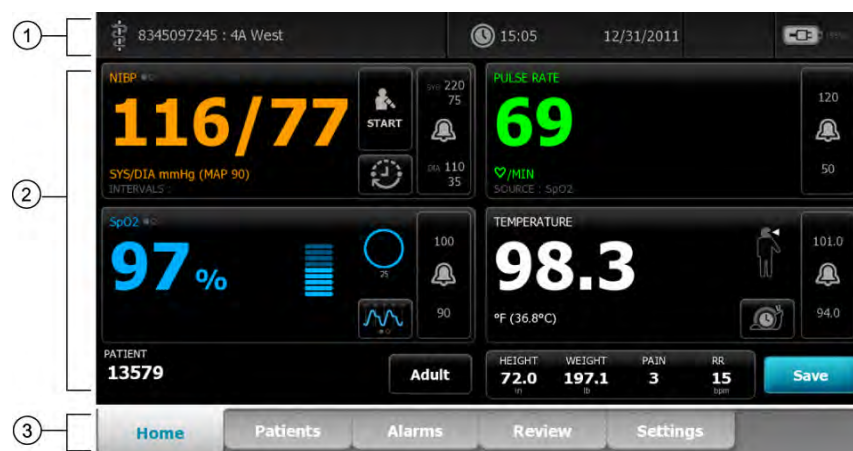 1
8345097245 : 4A West
15:05
12/31/2011
2
NIBP
116/77
START
SYS 220
75
DIA 110
35
SYS/DIA mmHg (MAP 90)
INTERVALS :
PULSE RATE
69
/MIN
SOURCE : SpO2
120
50
SpO2
97 %
25
100
90
TEMPERATURE
98.3
°F (36.8°C)
101.0
94.0
PATIENT
13579
Adult
HEIGHT WEIGHT PAIN RR
72.0 197.1 3 15
in lb bpm
Save
3
Home Patients Alarms Review Settings